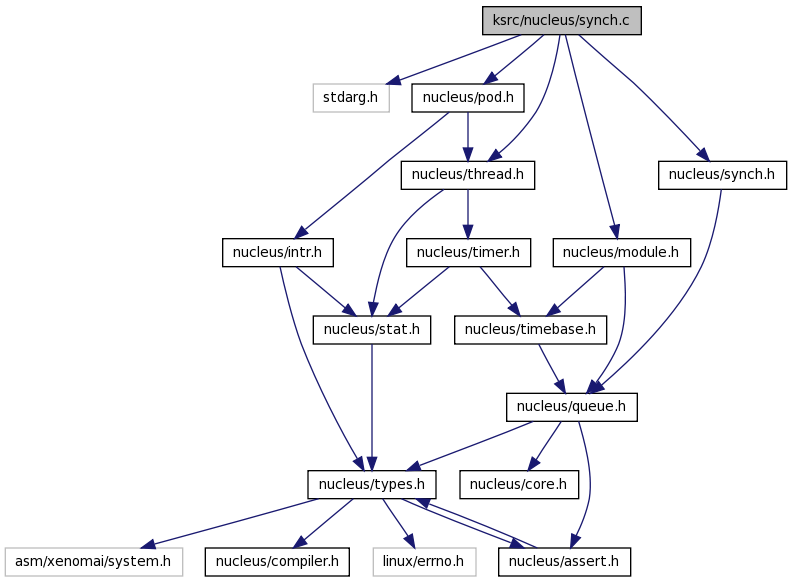 ksrc/nucleus/synch.c
stdarg.h
nucleus/pod.h
nucleus/thread.h
nucleus/synch.h
nucleus/intr.h
nucleus/timer.h
nucleus/module.h
nucleus/stat.h
nucleus/timebase.h
nucleus/queue.h
nucleus/types.h
nucleus/core.h
asm/xenomai/system.h
nucleus/compiler.h
linux/errno.h
nucleus/assert.h